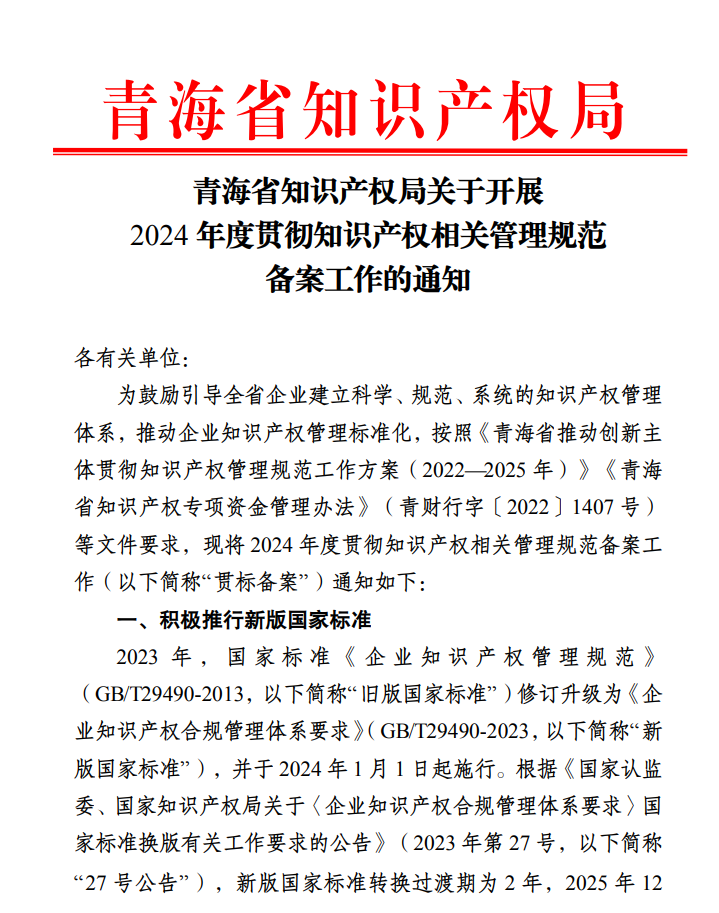 青海省知识产权局
青海省知识产权局关于开展
2024 年度贯彻知识产权相关管理规范
备案工作的通知
各有关单位：
为鼓励引导全省企业建立科学、规范、系统的知识产权管理
体系，推动企业知识产权管理标准化，按照《青海省推动创新主
体贯彻知识产权管理规范工作方案（2022—2025 年）》《青海
省知识产权专项资金管理办法》（青财行字〔2022〕1407 号）
等文件要求，现将 2024 年度贯彻知识产权相关管理规范备案工
作（以下简称“贯标备案”）通知如下：
一、积极推行新版国家标准
2023 年，国家标准《企业知识产权管理规范》
（GB/T29490-2013，以下简称“旧版国家标准”）修订升级为《企
业知识产权合规管理体系要求》（GB/T29490-2023，以下简称“新
版国家标准”），并于 2024 年 1 月 1 日起施行。根据《国家认监
委、国家知识产权局关于〈企业知识产权合规管理体系要求〉国
家标准换版有关工作要求的公告》（2023 年第 27 号，以下简称
“27 号公告”），新版国家标准转换过渡期为 2 年，2025 年 12